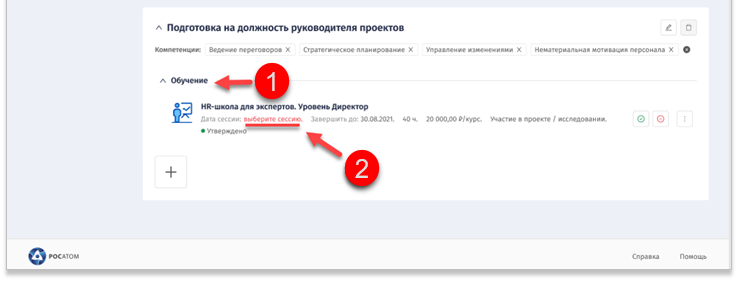 Подготовка на должность руководителя проектов
Компетенции: Ведение переговоров × Стратегическое планирование × Управление изменениями × Нематериальная мотивация персонала ×
Обучение
1
HR-школа для экспертов. Уровень Директор
Дата сессии: выберите сессию. Завершить до: 30.08.2021. 40 ч. 20 000,00 ₽/курс. Участие в проекте / исследовании.
Утверждено
2
+
РОСАТОМ Справка Помощь